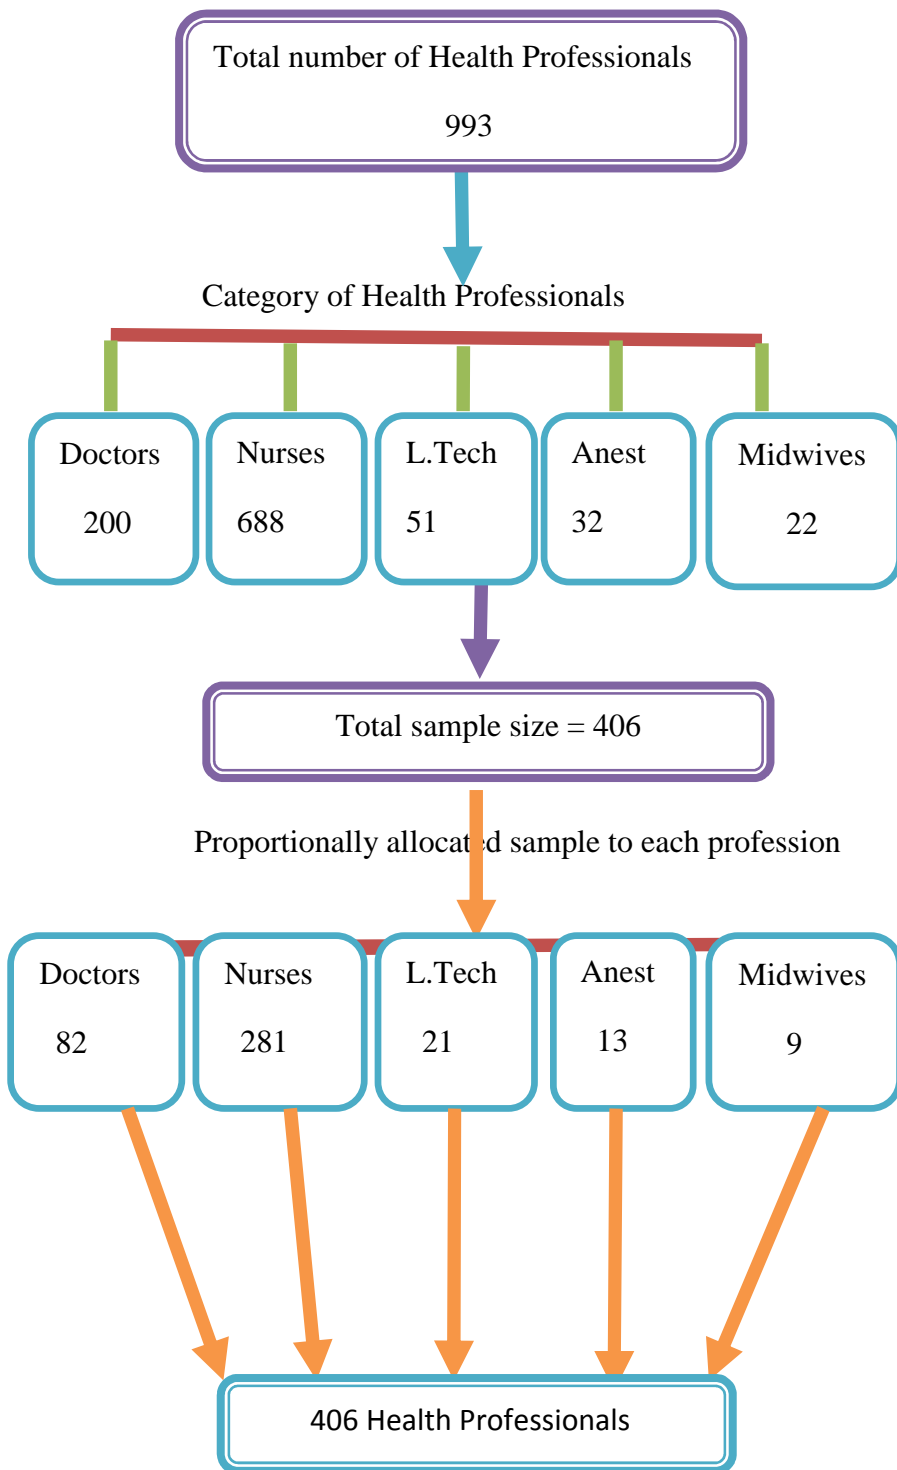 Total number of Health Professionals
993
Category of Health Professionals
Doctors
200
Nurses
688
L.Tech
51
Anest
32
Midwives
22
Total sample size = 406
Proportionally allocated sample to each profession
Doctors
82
Nurses
281
L.Tech
21
Anest
13
Midwives
9
406 Health Professionals